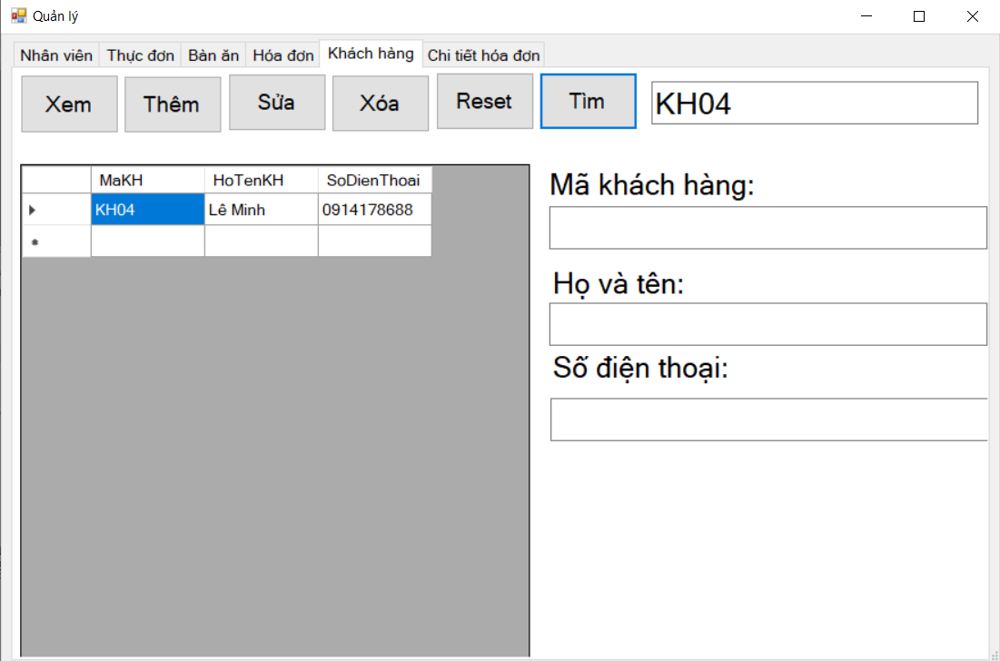 Quản lý
Nhân viên Thực đơn Bàn ăn Hóa đơn Khách hàng Chi tiết hóa đơn
Xem Thêm Sửa Xóa Reset Tìm KH04
MaKH HoTenKH SoDienThoai
KH04 Lê Minh 0914178688
Mã khách hàng:
Họ và tên:
Số điện thoại: